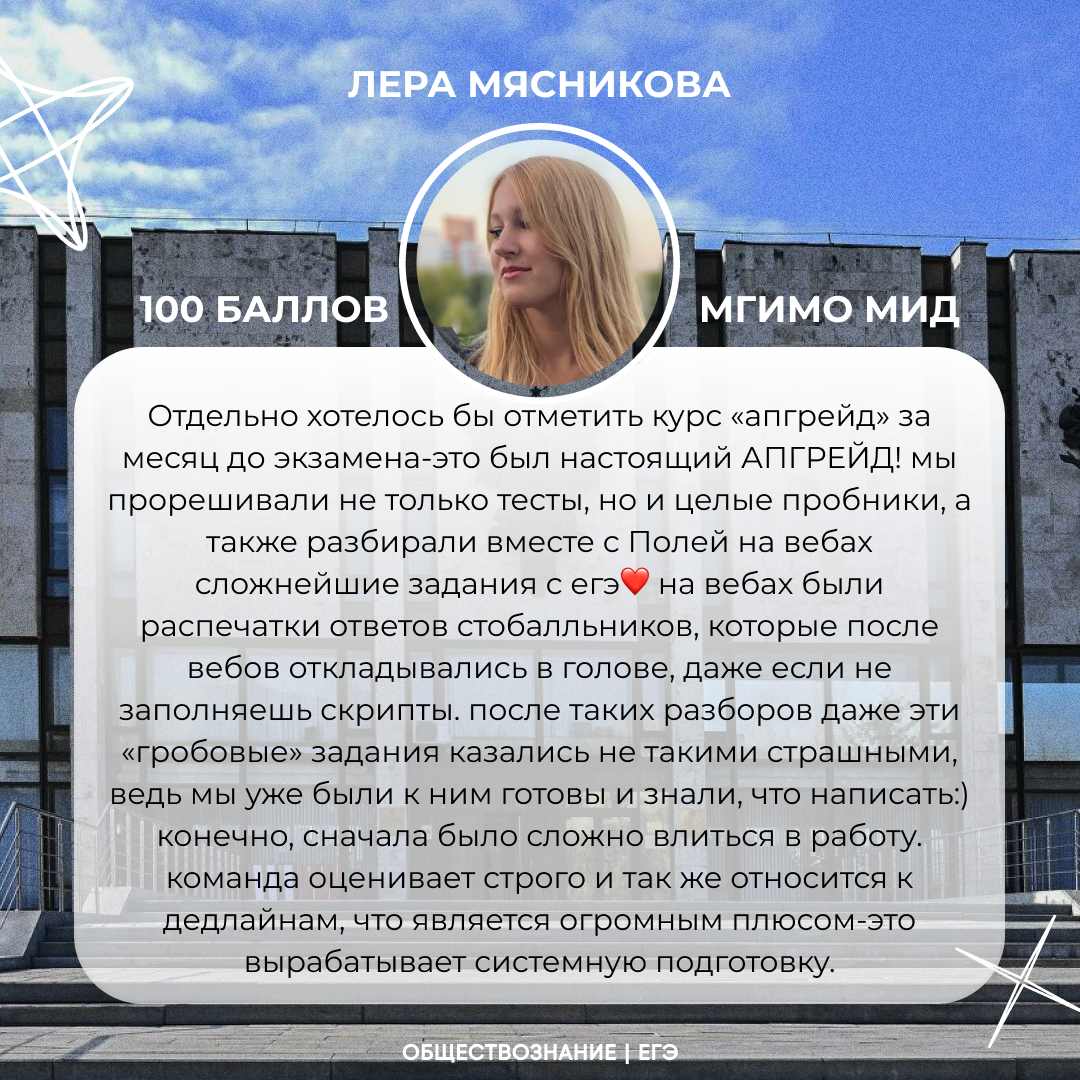 ЛЕРА МЯСНИКОВА
100 БАЛЛОВ
МГИМО МИД
Отдельно хотелось бы отметить курс «апгрейд» за
месяц до экзамена-это был настоящий АПГРЕЙД! мы
прорешивали не только тесты, но и целые пробники, а
также разбирали вместе с Полей на вебах
сложнейшие задания с егэ❤️ на вебах были
распечатки ответов стобалльников, которые после
вебов откладывались в голове, даже если не
заполняешь скрипты. после таких разборов даже эти
«гробовые» задания казались не такими страшными,
ведь мы уже были к ним готовы и знали, что написать:)
конечно, сначала было сложно влиться в работу.
команда оценивает строго и так же относится к
дедлайнам, что является огромным плюсом-это
вырабатывает системную подготовку.
ОБЩЕСТВОЗНАНИЕ | ЕГЭ